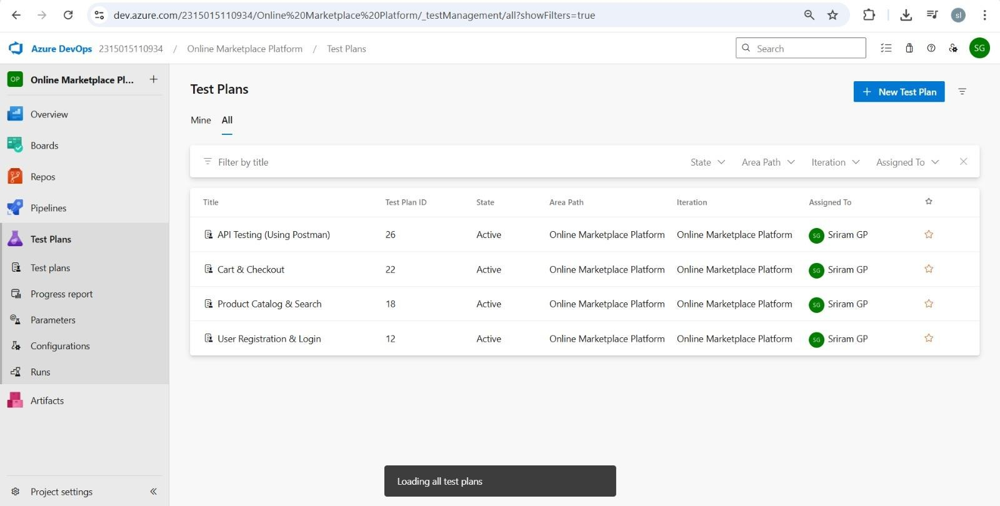 dev.azure.com/2315015110934/Online%20Marketplace%20Platform/_testManagement/all?showFilters=true
sl
Azure DevOps 2315015110934 / Online Marketplace Platform / Test Plans
Search
SG
OP Online Marketplace Pl... +
Overview
Boards
Repos
Pipelines
Test Plans
Test plans
Progress report
Parameters
Configurations
Runs
Artifacts
Project settings
Test Plans
+ New Test Plan
Mine All
Filter by title State Area Path Iteration Assigned To
Title Test Plan ID State Area Path Iteration Assigned To
API Testing (Using Postman) 26 Active Online Marketplace Platform Online Marketplace Platform SG Sriram GP
Cart & Checkout 22 Active Online Marketplace Platform Online Marketplace Platform SG Sriram GP
Product Catalog & Search 18 Active Online Marketplace Platform Online Marketplace Platform SG Sriram GP
User Registration & Login 12 Active Online Marketplace Platform Online Marketplace Platform SG Sriram GP
Loading all test plans